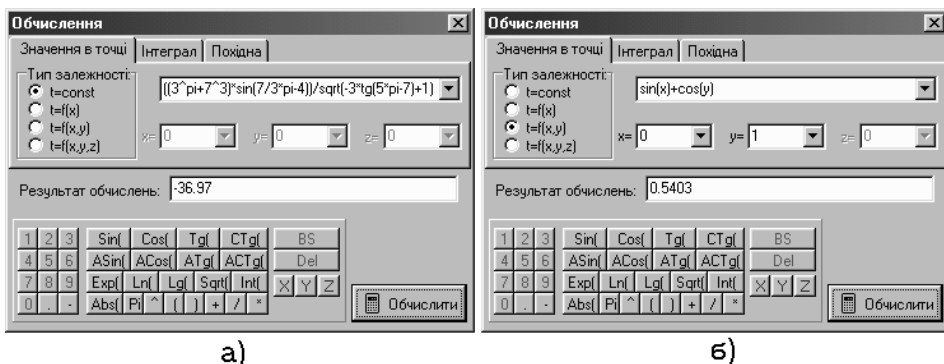 Обчислення
Значення в точці Інтеграл Похідна
Тип залежності:
t=const
t=f(x)
t=f(x,y)
t=f(x,y,z)
((3^pi+7^3)*sin(7/3*pi-4))/sqrt(-3*tg(5*pi-7)+1)
x= 0 y= 0 z= 0
Результат обчислень: -36.97
1 2 3 Sin( Cos( Tg( CTg( BS
4 5 6 ASin( ACos( ATg( ACTg( Del
7 8 9 Exp( Ln( Lg( Sqrt( Int( X Y Z
0 . - Abs( Pi ^ ( ) + / * Обчислити
а)
Обчислення
Значення в точці Інтеграл Похідна
Тип залежності:
t=const
t=f(x)
t=f(x,y)
t=f(x,y,z)
sin(x)+cos(y)
x= 0 y= 1 z= 0
Результат обчислень: 0.5403
1 2 3 Sin( Cos( Tg( CTg( BS
4 5 6 ASin( ACos( ATg( ACTg( Del
7 8 9 Exp( Ln( Lg( Sqrt( Int( X Y Z
0 . - Abs( Pi ^ ( ) + / * Обчислити
б)